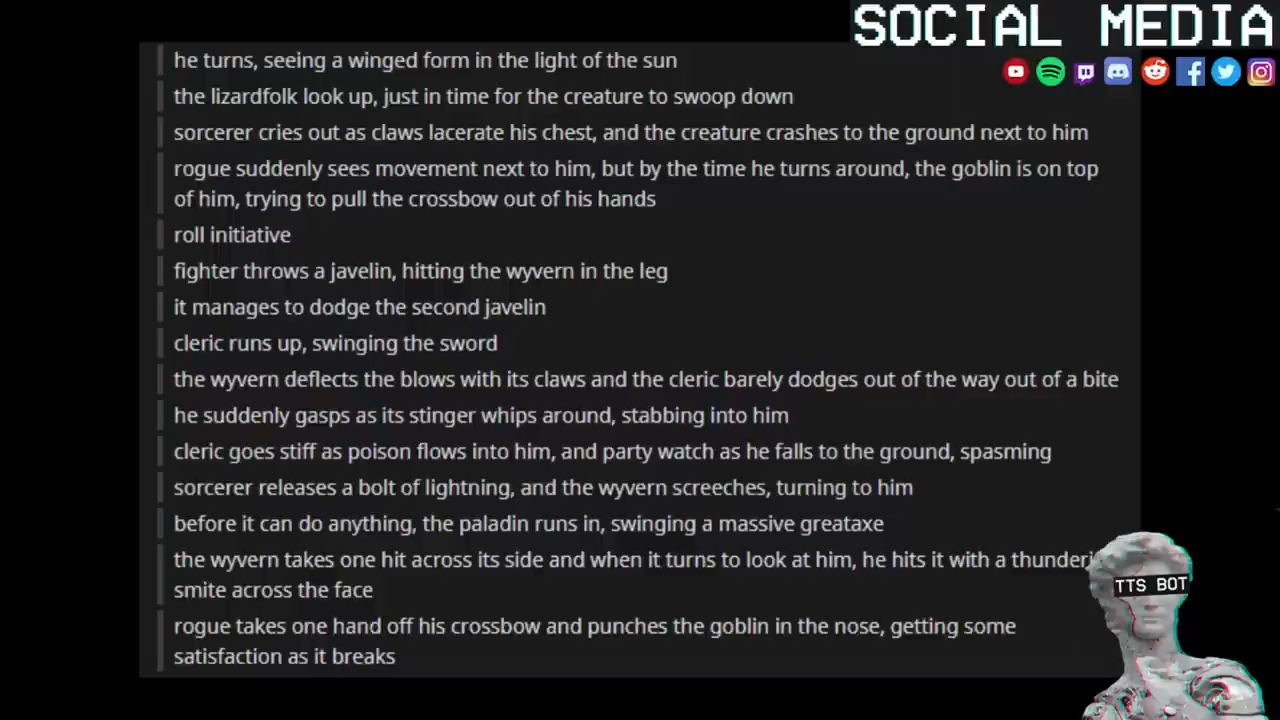 SOCIAL MEDIA
he turns, seeing a winged form in the light of the sun
the lizardfolk look up, just in time for the creature to swoop down
sorcerer cries out as claws lacerate his chest, and the creature crashes to the ground next to him
rogue suddenly sees movement next to him, but by the time he turns around, the goblin is on top
of him, trying to pull the crossbow out of his hands
roll initiative
fighter throws a javelin, hitting the wyvern in the leg
it manages to dodge the second javelin
cleric runs up, swinging the sword
the wyvern deflects the blows with its claws and the cleric barely dodges out of the way out of a bite
he suddenly gasps as its stinger whips around, stabbing into him
cleric goes stiff as poison flows into him, and party watch as he falls to the ground, spasming
sorcerer releases a bolt of lightning, and the wyvern screeches, turning to him
before it can do anything, the paladin runs in, swinging a massive greataxe
the wyvern takes one hit across its side and when it turns to look at him, he hits it with a
smite across the face
rogue takes one hand off his crossbow and punches the goblin in the nose, getting some
satisfaction as it breaks
TTS BOT